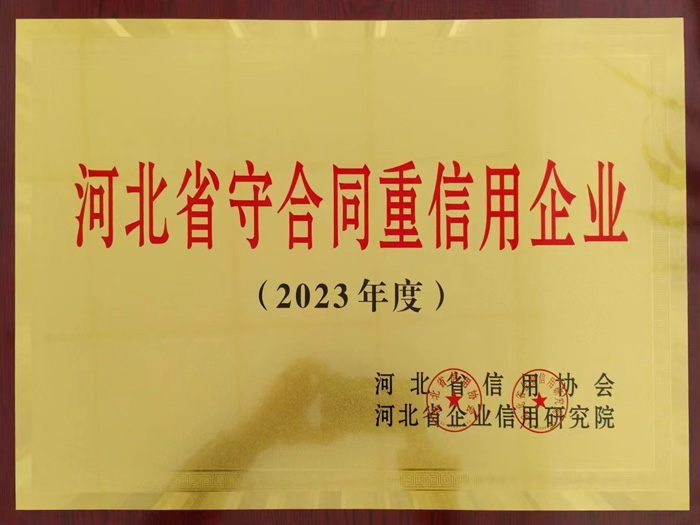 河北省守合同重信用企业
（2023年度）
河北省信用协会
河北省企业信用研究院